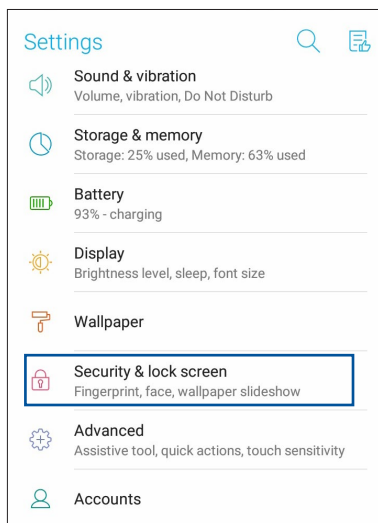 Settings
Sound & vibration
Volume, vibration, Do Not Disturb
Storage & memory
Storage: 25% used, Memory: 63% used
Battery
93% - charging
Display
Brightness level, sleep, font size
Wallpaper
Security & lock screen
Fingerprint, face, wallpaper slideshow
Advanced
Assistive tool, quick actions, touch sensitivity
Accounts